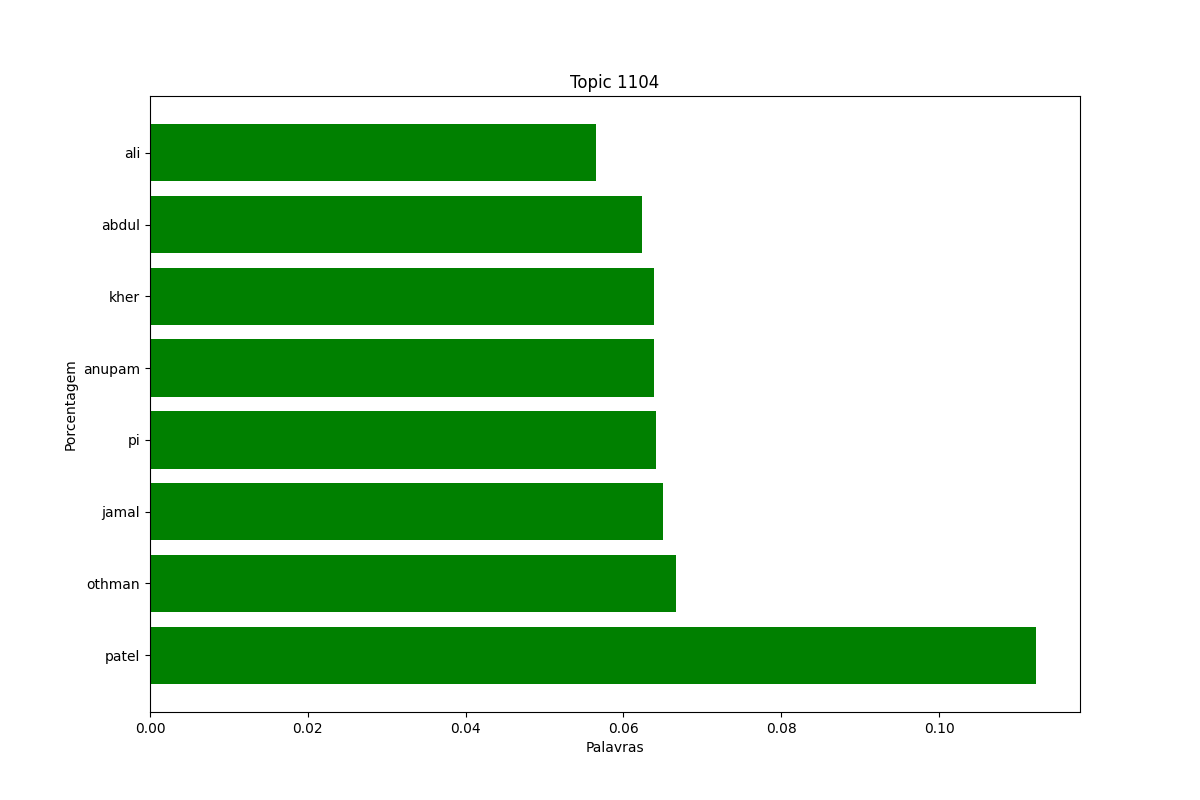 Topic 1104
ali
abdul
kher
anupam
pi
jamal
othman
patel
Porcentagem
0.00 0.02 0.04 0.06 0.08 0.10
Palavras